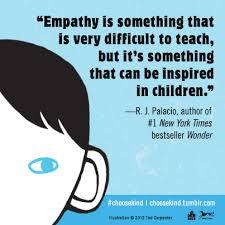 “Empathy is something that
is very difficult to teach,
but it’s something
that can be inspired
in children.”
—R. J. Palacio, author of
#1 New York Times
bestseller Wonder
#choosekind | choosekind.tumblr.com
Illustration © 2012 Tad Carpenter